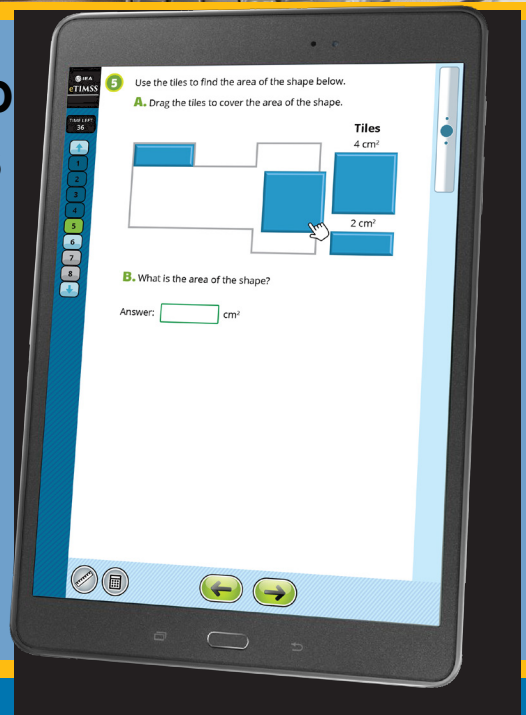 IEA
eTIMSS
TIME LEFT
36
1
2
3
4
5
6
7
8
5 Use the tiles to find the area of the shape below.
A. Drag the tiles to cover the area of the shape.
Tiles
4 cm²
2 cm²
B. What is the area of the shape?
Answer: cm²